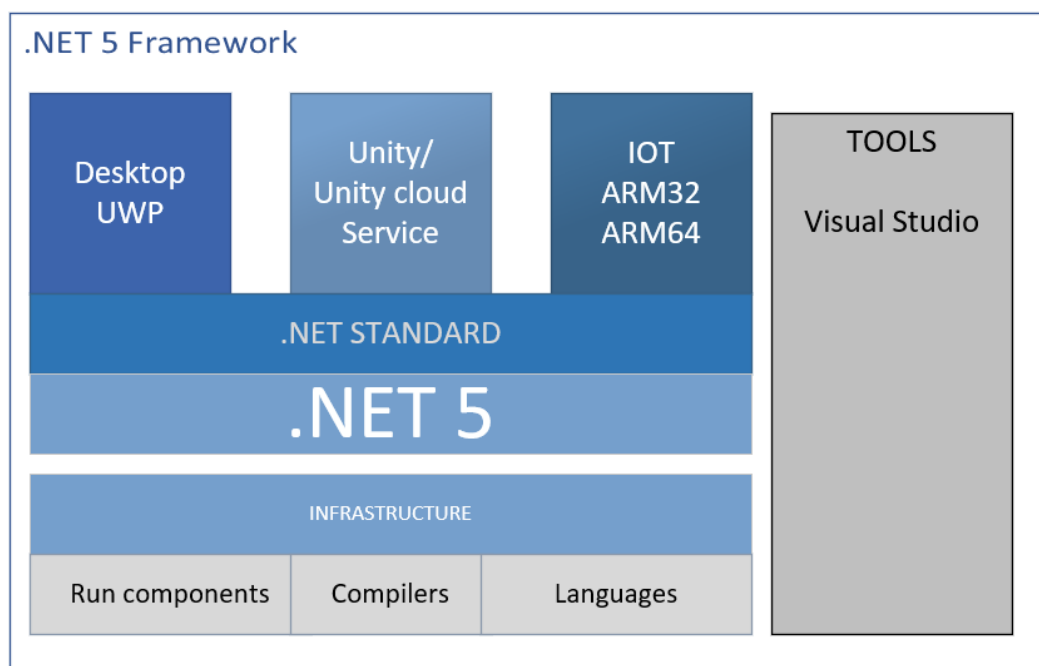 .NET 5 Framework
Desktop
UWP
Unity/
Unity cloud
Service
IOT
ARM32
ARM64
TOOLS
Visual Studio
.NET STANDARD
.NET 5
INFRASTRUCTURE
Run components
Compilers
Languages